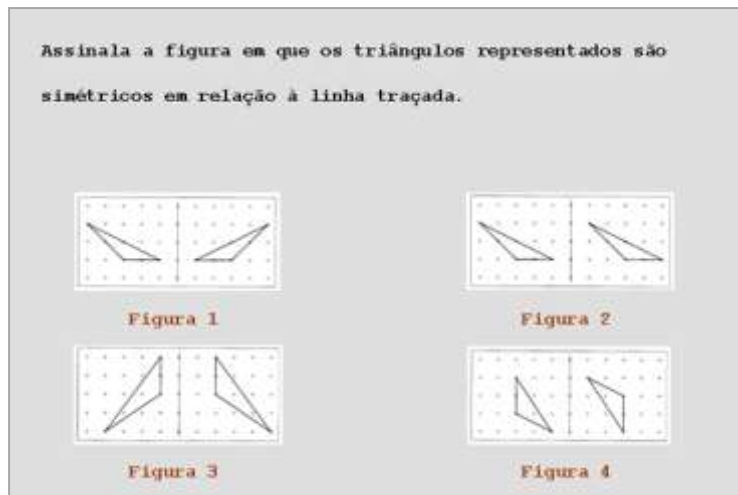 Assinala a figura em que os triângulos representados são
simétricos em relação à linha traçada.
Figura 1
Figura 2
Figura 3
Figura 4